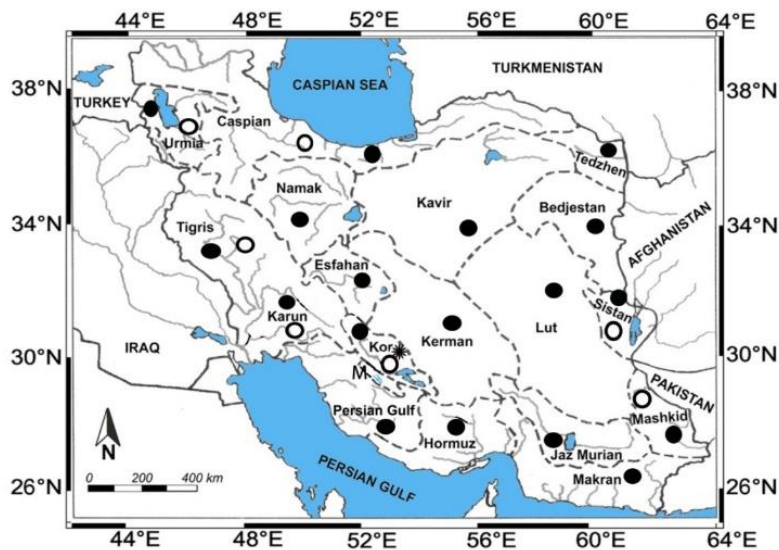 44°E 48°E 52°E 56°E 60°E 64°E
TURKMENISTAN
38°N 38°N
CASPIAN SEA
TURKEY
Caspian
Urmia
Tedzhen
Namak
Kavir
Bedjestan
34°N 34°N
Tigris
AFGHANISTAN
Esfahan
Sistan
Karun
Lut
Kerman
Kor
IRAQ
30°N 30°N
M
PAKISTAN
Persian Gulf
Mashkid
Hormuz
N
Jaz Murian
0 200 400 km
PERSIAN GULF
Makran
26°N 26°N
44°E 48°E 52°E 56°E 60°E 64°E